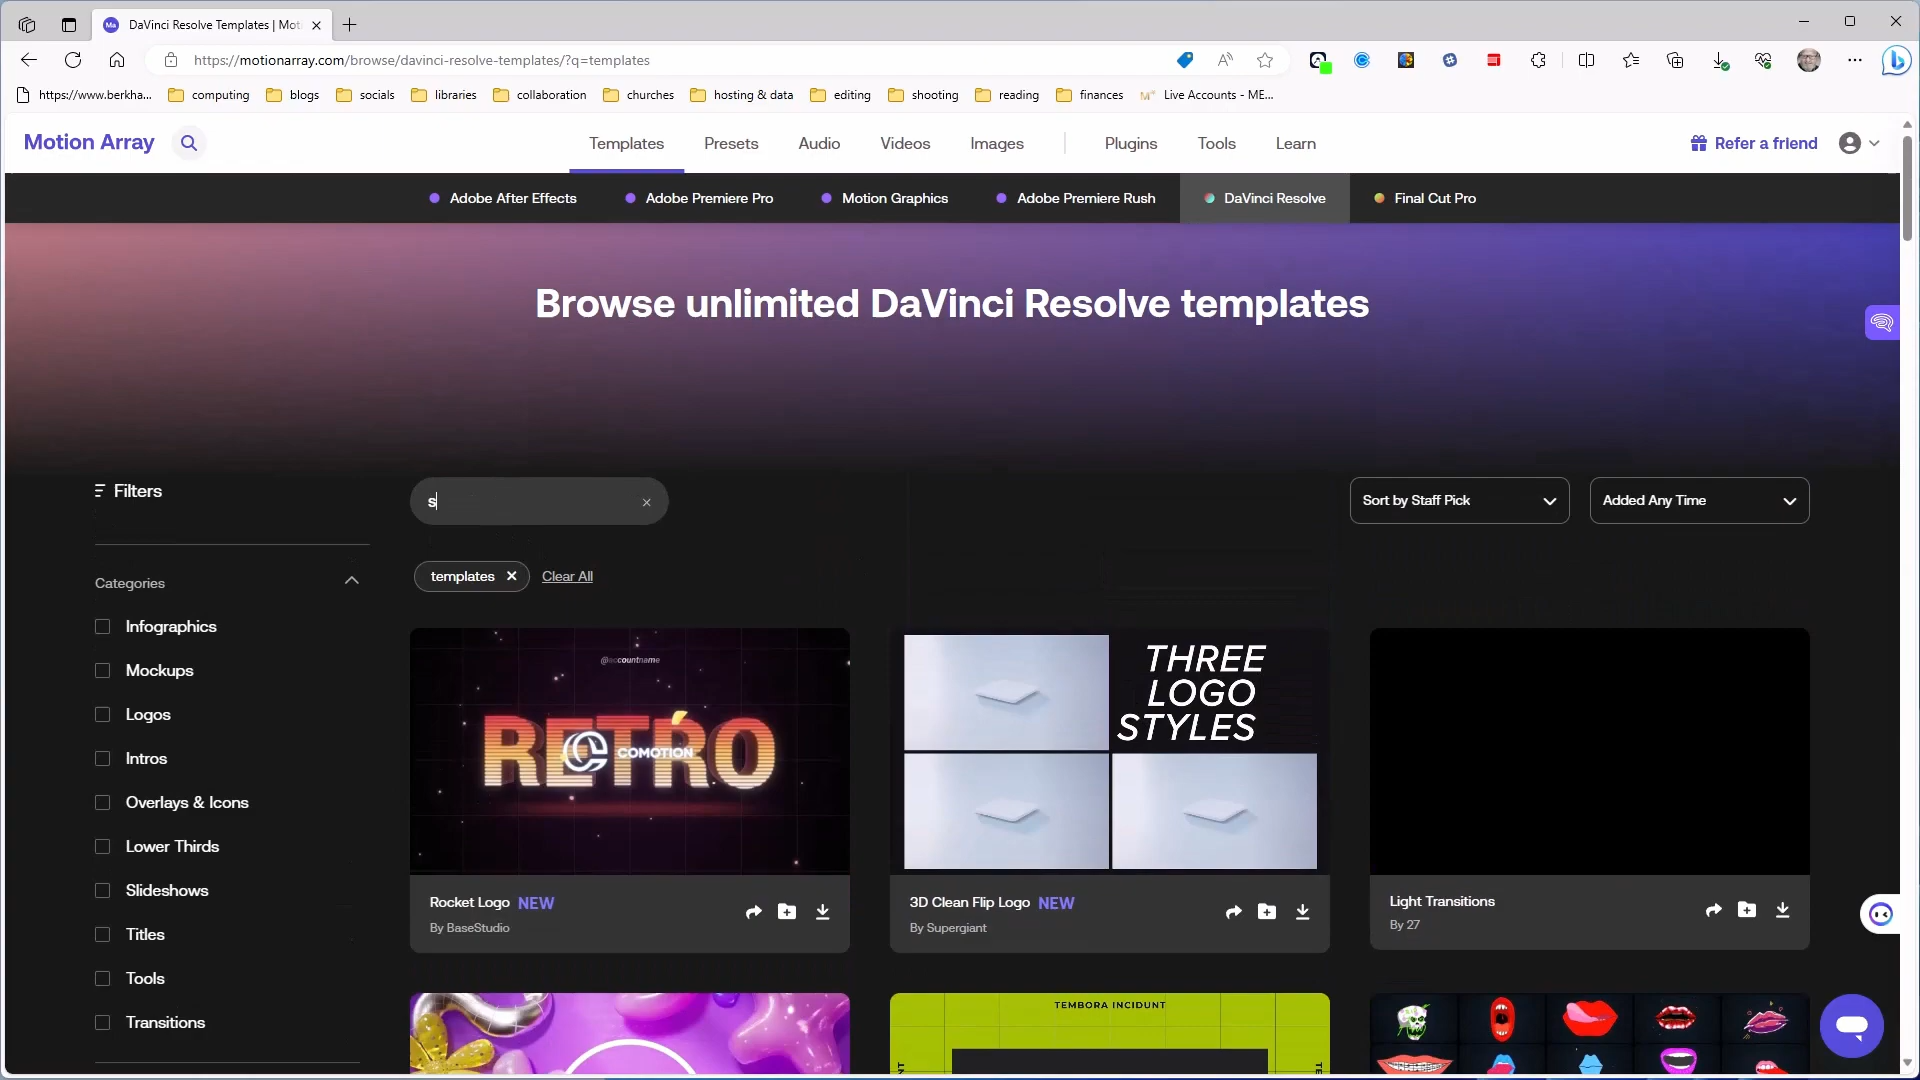 DaVinci Resolve Templates | Mot
https://motionarray.com/browse/davinci-resolve-templates/?q=templates
https://www.berkha...
computing
blogs
socials
libraries
collaboration
churches
hosting & data
editing
shooting
reading
finances
Live Accounts - ME...
Motion Array
Templates
Presets
Audio
Videos
Images
Plugins
Tools
Learn
Refer a friend
Adobe After Effects
Adobe Premiere Pro
Motion Graphics
Adobe Premiere Rush
DaVinci Resolve
Final Cut Pro
Browse unlimited DaVinci Resolve templates
Filters
s
Sort by Staff Pick
Added Any Time
Categories
templates
Clear All
Infographics
Mockups
Logos
Intros
Overlays & Icons
Lower Thirds
Slideshows
Titles
Tools
Transitions
@accountname
RETRO
COMOTION
THREE
LOGO
STYLES
Rocket Logo NEW
By BaseStudio
3D Clean Flip Logo NEW
By Supergiant
Light Transitions
By 27
TEMBORA INCIDUNT